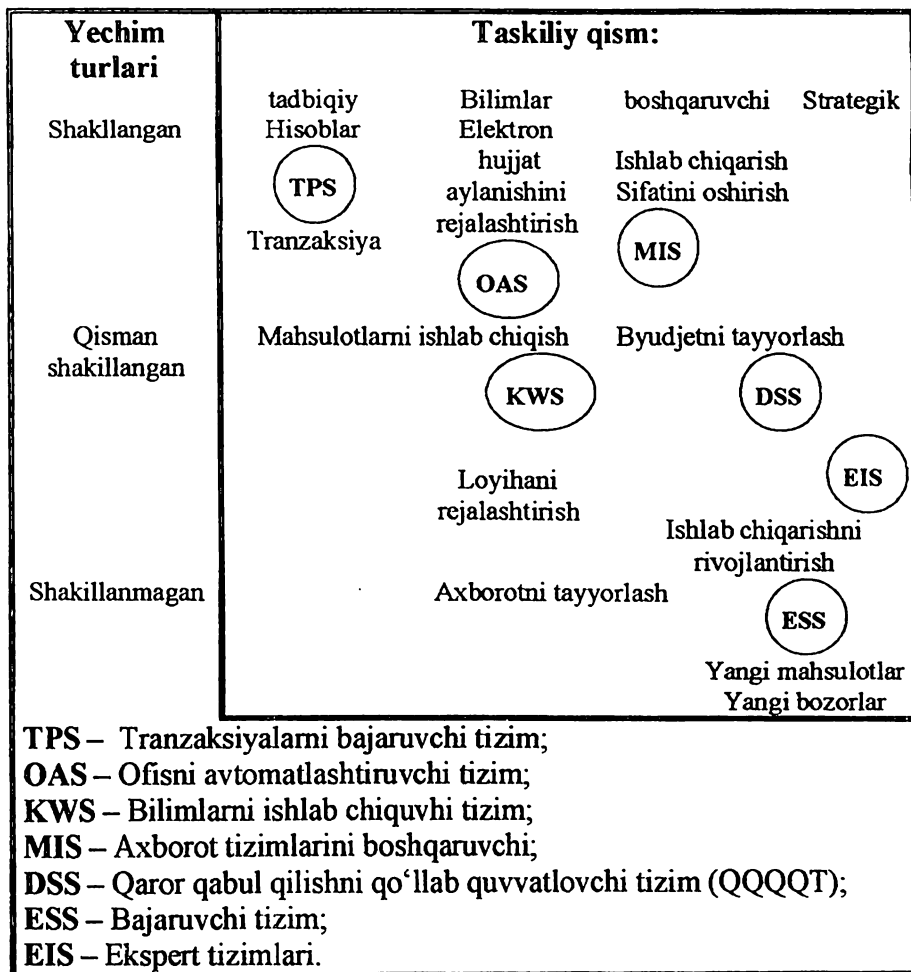 Yechim turlari
Taskiliy qism:
tadbiqiy Bilimlar boshqaruvchi Strategik
Shakllangan Hisoblar Elektron
hujjat Ishlab chiqarish
TPS aylanishini Sifatini oshirish
rejalashtirish
Tranzaksiya MIS
OAS
Qisman Mahsulotlarni ishlab chiqish Byudjetni tayyorlash
shakillangan
KWS DSS
EIS
Loyihani
rejalashtirish
Ishlab chiqarishni
rivojlantirish
Shakillanmagan Axborotni tayyorlash
ESS
Yangi mahsulotlar
Yangi bozorlar
TPS – Tranzaksiyalarni bajaruvchi tizim;
OAS – Ofisni avtomatlashtiruvchi tizim;
KWS – Bilimlarni ishlab chiquvhi tizim;
MIS – Axborot tizimlarini boshqaruvchi;
DSS – Qaror qabul qilishni qo‘llab quvvatlovchi tizim (QQQQT);
ESS – Bajaruvchi tizim;
EIS – Ekspert tizimlari.